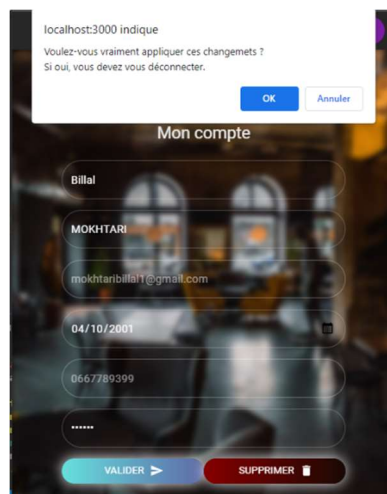 localhost:3000 indique
Voulez-vous vraiment appliquer ces changemets ?
Si oui, vous devez vous déconnecter.
OK
Annuler
Mon compte
Billal
MOKHTARI
mokhtaribillal1@gmail.com
04/10/2001
0667789399
••••••
VALIDER
SUPPRIMER